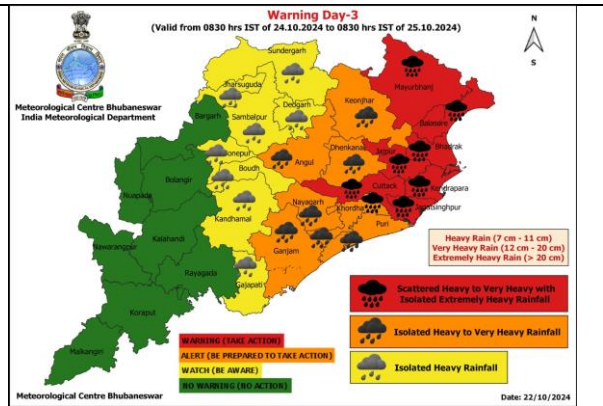 Warning Day-3
(Valid from 0830 hrs IST of 24.10.2024 to 0830 hrs IST of 25.10.2024)
N
S
Meteorological Centre Bhubaneswar
India Meteorological Department
Sundergarh
Jharsuguda
Mayurbhanj
Bargarh
Sambalpur
Deogarh
Keonjhar
Balasore
Sonepur
Angul
Dhenkanal
Jajpur
Bhadrak
Bolangir
Boudh
Cuttack
Kendrapara
Nuapada
Kandhamal
Nayagarh
Khordha
Jagatsinghpur
Puri
Kalahandi
Ganjam
Nawarangpur
Rayagada
Gajapati
Koraput
Malkangiri
Heavy Rain (7 cm - 11 cm)
Very Heavy Rain (12 cm - 20 cm)
Extremely Heavy Rain (> 20 cm)
Scattered Heavy to Very Heavy with
Isolated Extremely Heavy Rainfall
Isolated Heavy to Very Heavy Rainfall
Isolated Heavy Rainfall
WARNING (TAKE ACTION)
ALERT (BE PREPARED TO TAKE ACTION)
WATCH (BE AWARE)
NO WARNING (NO ACTION)
Meteorological Centre Bhubaneswar
Date: 22/10/2024